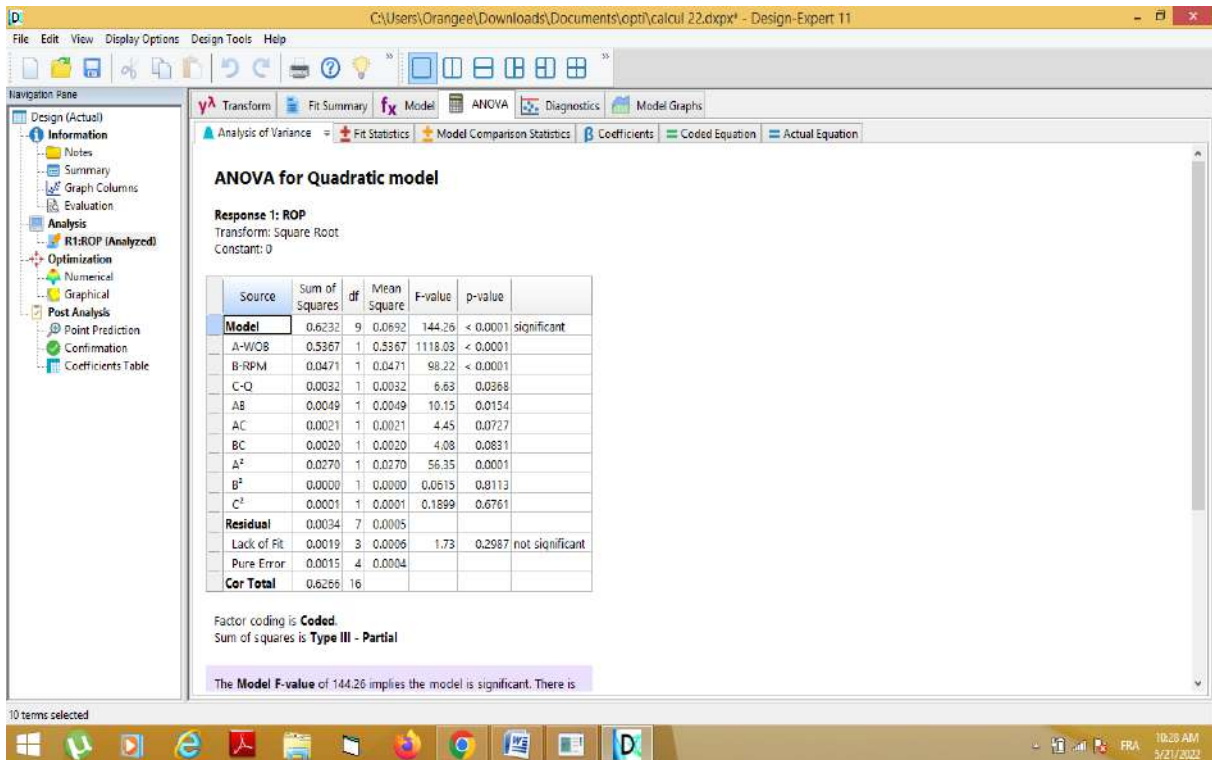 C:\Users\Orangee\Downloads\Documents\opti\calcul 22.dxpx* - Design-Expert 11
File Edit View Display Options Design Tools Help
Navigation Pane
Design (Actual)
Information
Notes
Summary
Graph Columns
Evaluation
Analysis
R1:ROP (Analyzed)
Optimization
Numerical
Graphical
Post Analysis
Point Prediction
Confirmation
Coefficients Table
yλ Transform Fit Summary fx Model ANOVA Diagnostics Model Graphs
Analysis of Variance Fit Statistics Model Comparison Statistics β Coefficients Coded Equation Actual Equation
ANOVA for Quadratic model
Response 1: ROP
Transform: Square Root
Constant: 0
Source Sum of Squares df Mean Square F-value p-value
Model 0.6232 9 0.0692 144.26 < 0.0001 significant
A-WOB 0.5367 1 0.5367 1118.03 < 0.0001
B-RPM 0.0471 1 0.0471 98.22 < 0.0001
C-Q 0.0032 1 0.0032 6.63 0.0368
AB 0.0049 1 0.0049 10.15 0.0154
AC 0.0021 1 0.0021 4.45 0.0727
BC 0.0020 1 0.0020 4.08 0.0831
A² 0.0270 1 0.0270 56.35 0.0001
B² 0.0000 1 0.0000 0.0615 0.8113
C² 0.0001 1 0.0001 0.1899 0.6761
Residual 0.0034 7 0.0005
Lack of Fit 0.0019 3 0.0006 1.73 0.2987 not significant
Pure Error 0.0015 4 0.0004
Cor Total 0.6266 16
Factor coding is Coded.
Sum of squares is Type III - Partial
The Model F-value of 144.26 implies the model is significant. There is
10 terms selected
FRA
10:28 AM
5/21/2022